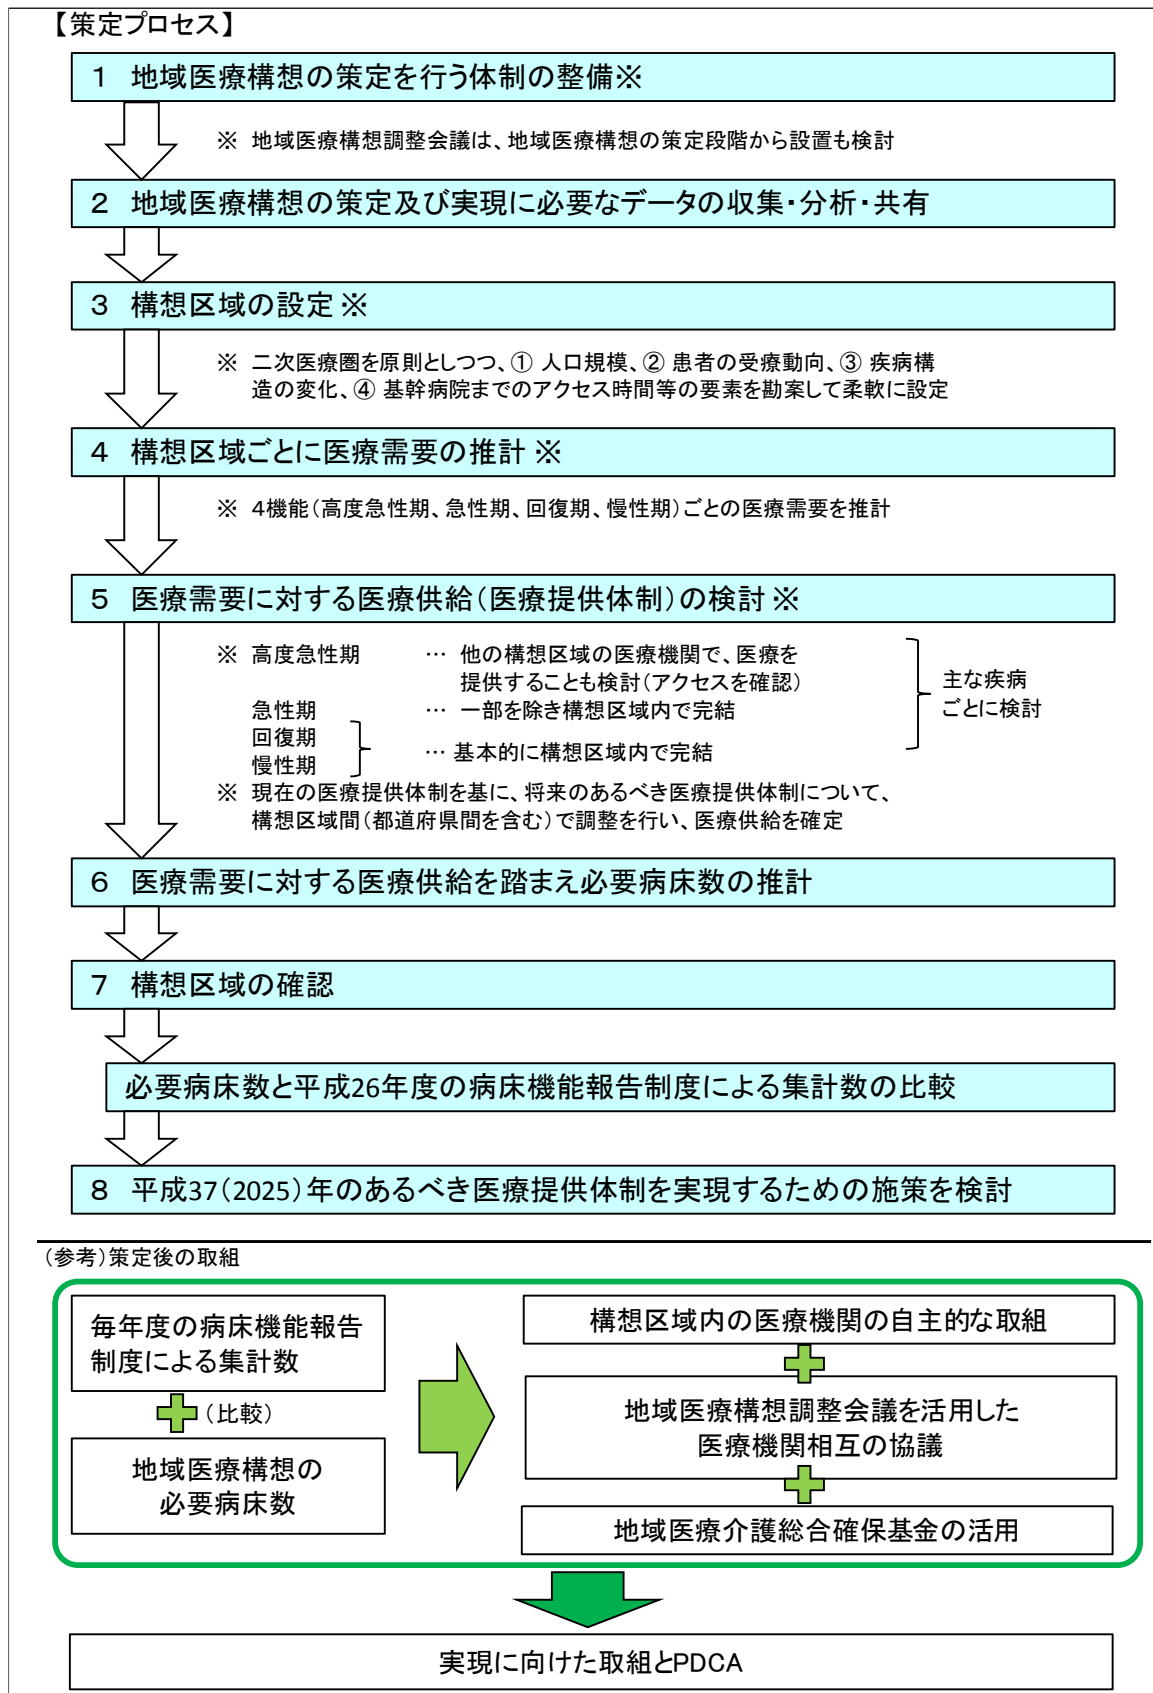 【策定プロセス】
１ 地域医療構想の策定を行う体制の整備※
※ 地域医療構想調整会議は、地域医療構想の策定段階から設置も検討
２ 地域医療構想の策定及び実現に必要なデータの収集・分析・共有
３ 構想区域の設定 ※
※ 二次医療圏を原則としつつ、① 人口規模、② 患者の受療動向、③ 疾病構
造の変化、④ 基幹病院までのアクセス時間等の要素を勘案して柔軟に設定
４ 構想区域ごとに医療需要の推計 ※
※ ４機能（高度急性期、急性期、回復期、慢性期）ごとの医療需要を推計
５ 医療需要に対する医療供給（医療提供体制）の検討 ※
※ 高度急性期 … 他の構想区域の医療機関で、医療を
提供することも検討（アクセスを確認）
急性期 … 一部を除き構想区域内で完結
回復期
慢性期
… 基本的に構想区域内で完結
主な疾病
ごとに検討
※ 現在の医療提供体制を基に、将来のあるべき医療提供体制について、
構想区域間（都道府県間を含む）で調整を行い、医療供給を確定
６ 医療需要に対する医療供給を踏まえ必要病床数の推計
７ 構想区域の確認
必要病床数と平成26年度の病床機能報告制度による集計数の比較
８ 平成37（2025）年のあるべき医療提供体制を実現するための施策を検討
（参考）策定後の取組
毎年度の病床機能報告
制度による集計数
（比較）
地域医療構想の
必要病床数
構想区域内の医療機関の自主的な取組
地域医療構想調整会議を活用した
医療機関相互の協議
地域医療介護総合確保基金の活用
実現に向けた取組とPDCA